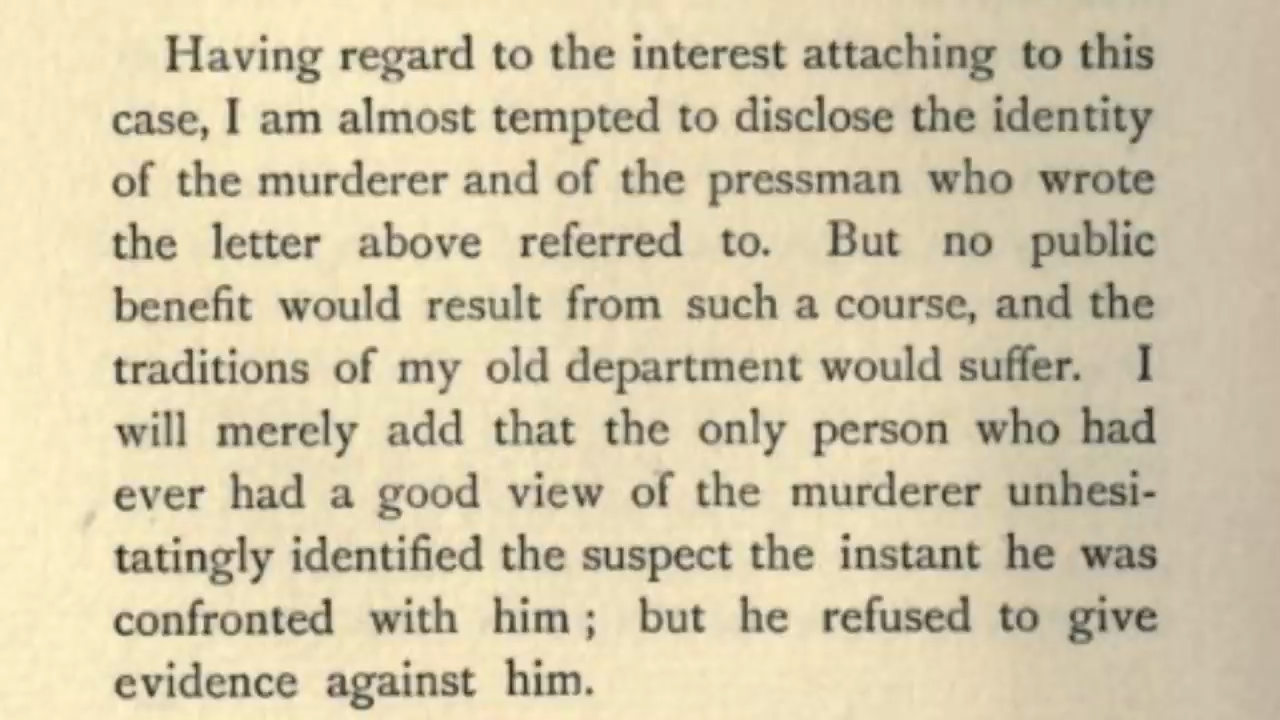 Having regard to the interest attaching to this
case, I am almost tempted to disclose the identity
of the murderer and of the pressman who wrote
the letter above referred to. But no public
benefit would result from such a course, and the
traditions of my old department would suffer. I
will merely add that the only person who had
ever had a good view of the murderer unhesi-
tatingly identified the suspect the instant he was
confronted with him ; but he refused to give
evidence against him.